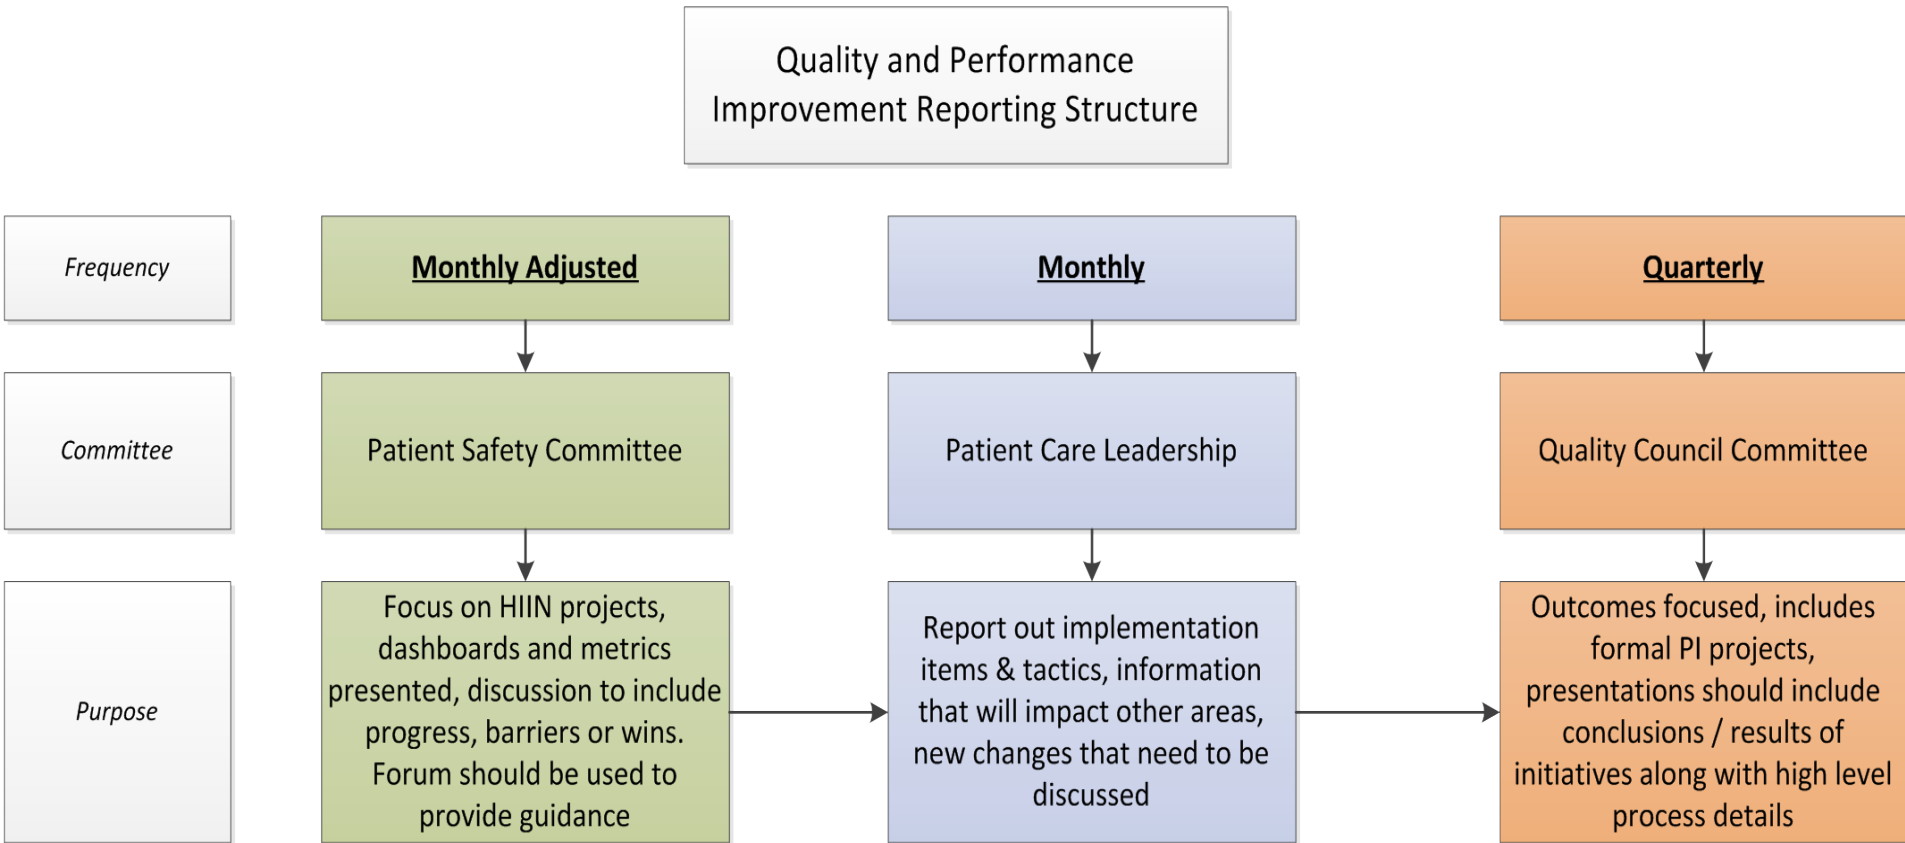 Quality and Performance
Improvement Reporting Structure
Frequency
Monthly Adjusted
Monthly
Quarterly
Committee
Patient Safety Committee
Patient Care Leadership
Quality Council Committee
Purpose
Focus on HIIN projects,
dashboards and metrics
presented, discussion to include
progress, barriers or wins.
Forum should be used to
provide guidance
Report out implementation
items & tactics, information
that will impact other areas,
new changes that need to be
discussed
Outcomes focused, includes
formal PI projects,
presentations should include
conclusions / results of
initiatives along with high level
process details